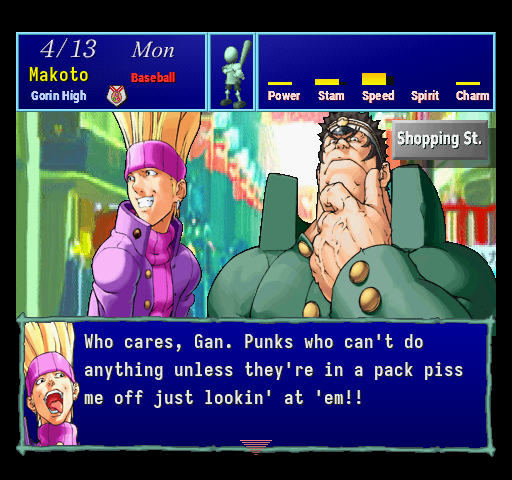 4/13 Mon
Makoto Baseball
Gorin High
Power Stam Speed Spirit Charm
Shopping St.
Who cares, Gan. Punks who can't do
anything unless they're in a pack piss
me off just lookin' at 'em!!